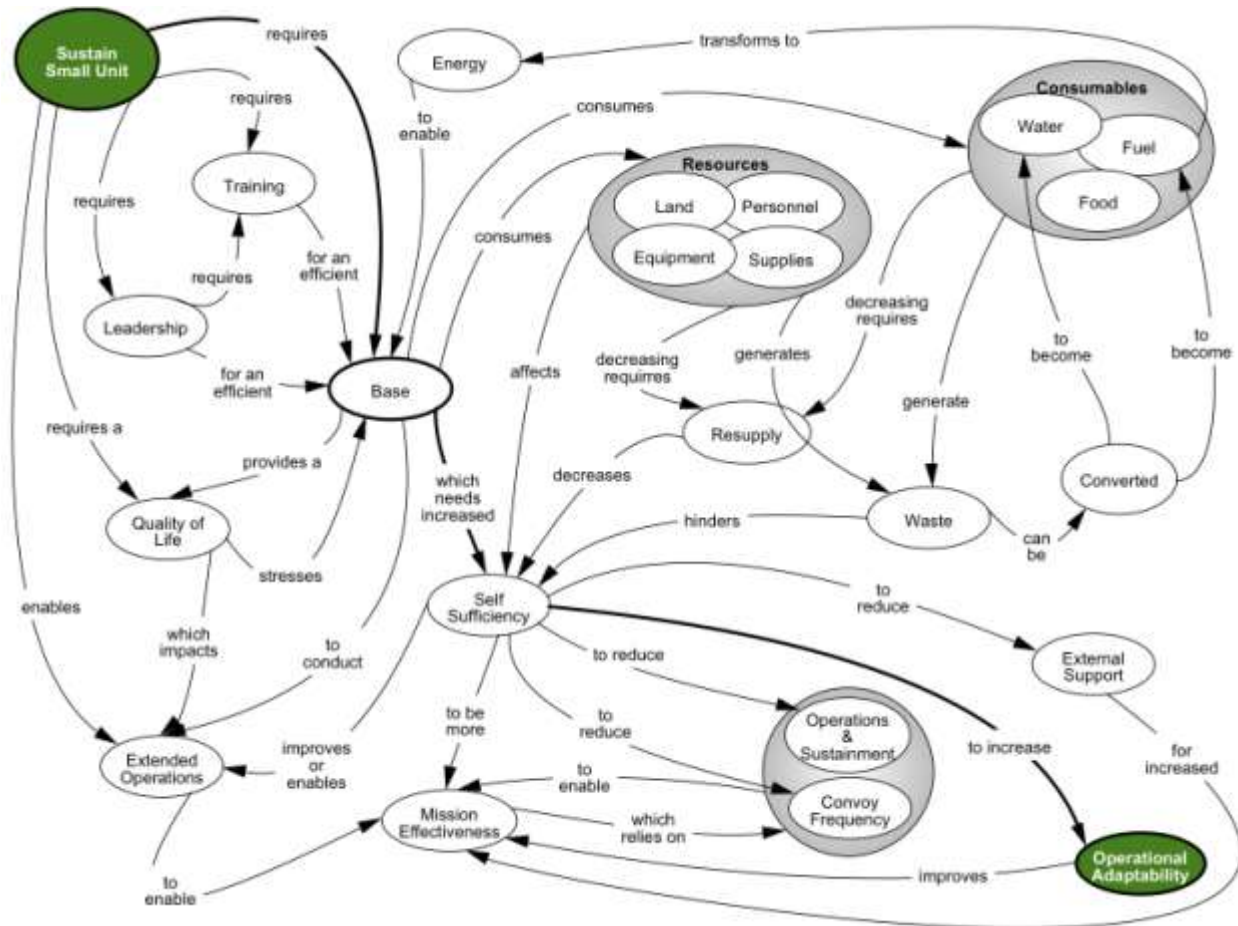 Sustain
Small Unit
requires
Energy
transforms to
Consumables
Water
Fuel
Food
to
enable
consumes
requires
Training
Resources
Land
Personnel
Equipment
Supplies
requires
consumes
for an
efficient
requires
Leadership
decreasing
requires
to
become
to
become
for an
efficient
Base
affects
decreasing
requirres
generates
generate
requires a
Resupply
provides a
which
needs
increased
decreases
Converted
Quality of
Life
hinders
Waste
can
be
stresses
enables
Self
Sufficiency
to
reduce
which
impacts
to
conduct
to reduce
External
Support
to be
more
to
reduce
Operations
&
Sustainment
to increase
for
increased
Extended
Operations
improves
or
enables
to
enable
Convoy
Frequency
Mission
Effectiveness
which
relies on
to
enable
improves
Operational
Adaptability